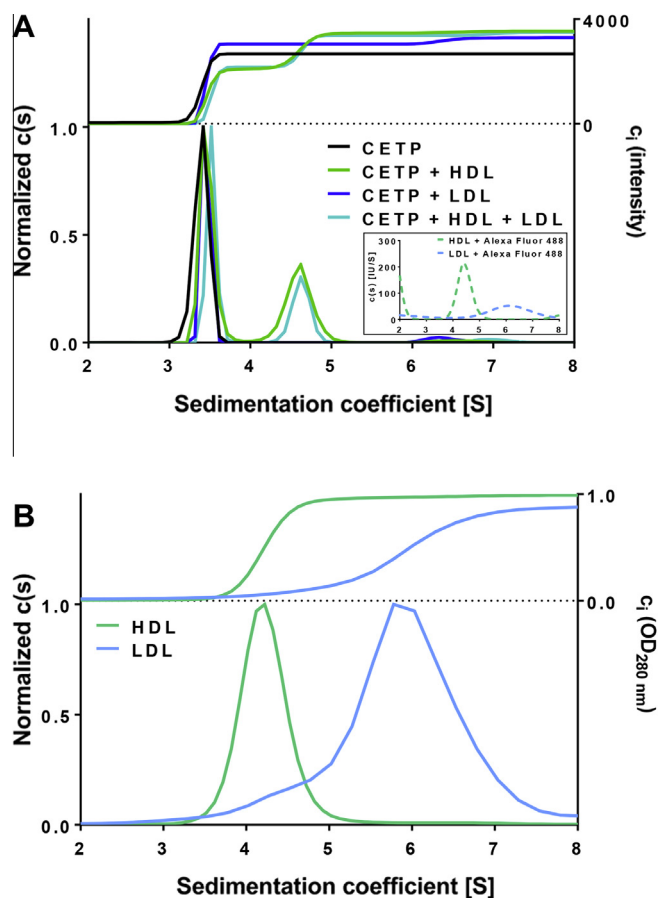 A
4000
0
1.0
0.5
0.0
Normalized c(s)
cᵢ (intensity)
CETP
CETP + HDL
CETP + LDL
CETP + HDL + LDL
HDL + Alexa Fluor 488
LDL + Alexa Fluor 488
300
200
100
0
c(s) [IU/S]
2 3 4 5 6 7 8
2 3 4 5 6 7 8
Sedimentation coefficient [S]
B
1.0
0.0
1.0
0.5
0.0
Normalized c(s)
cᵢ (OD₂₈₀ ₙₘ)
HDL
LDL
2 3 4 5 6 7 8
Sedimentation coefficient [S]